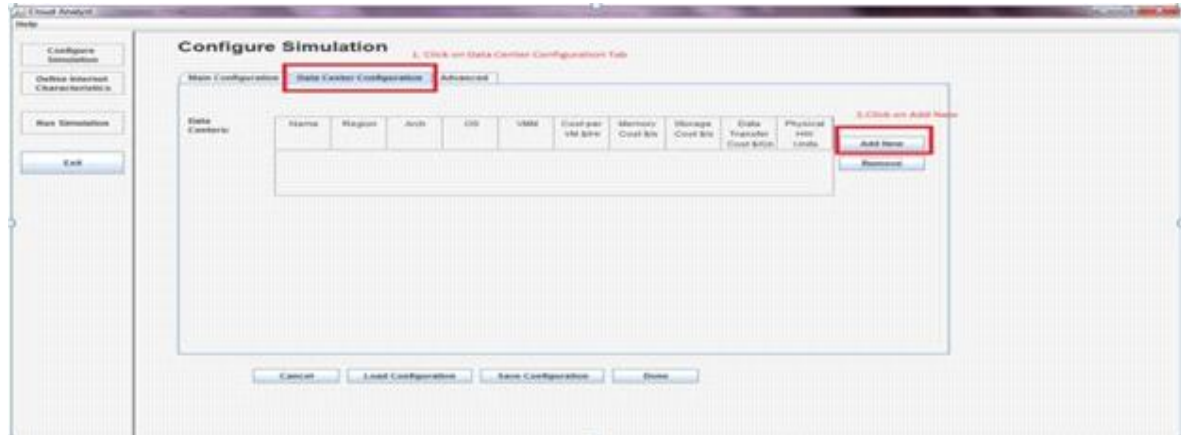 Cloud Analyst
Help
Configure
Simulation
Define Internet
Characteristics
Run Simulation
Exit
Configure Simulation
1. Click on Data Center Configuration Tab
Main Configuration
Data Center Configuration
Advanced
Data
Centers:
Name
Region
Arch
OS
VMM
Cost per
VM $/Hr
Memory
Cost $/s
Storage
Cost $/s
Data
Transfer
Cost $/Gb
Physical
HW
Units
2.Click on Add New
Add New
Remove
Cancel
Load Configuration
Save Configuration
Done